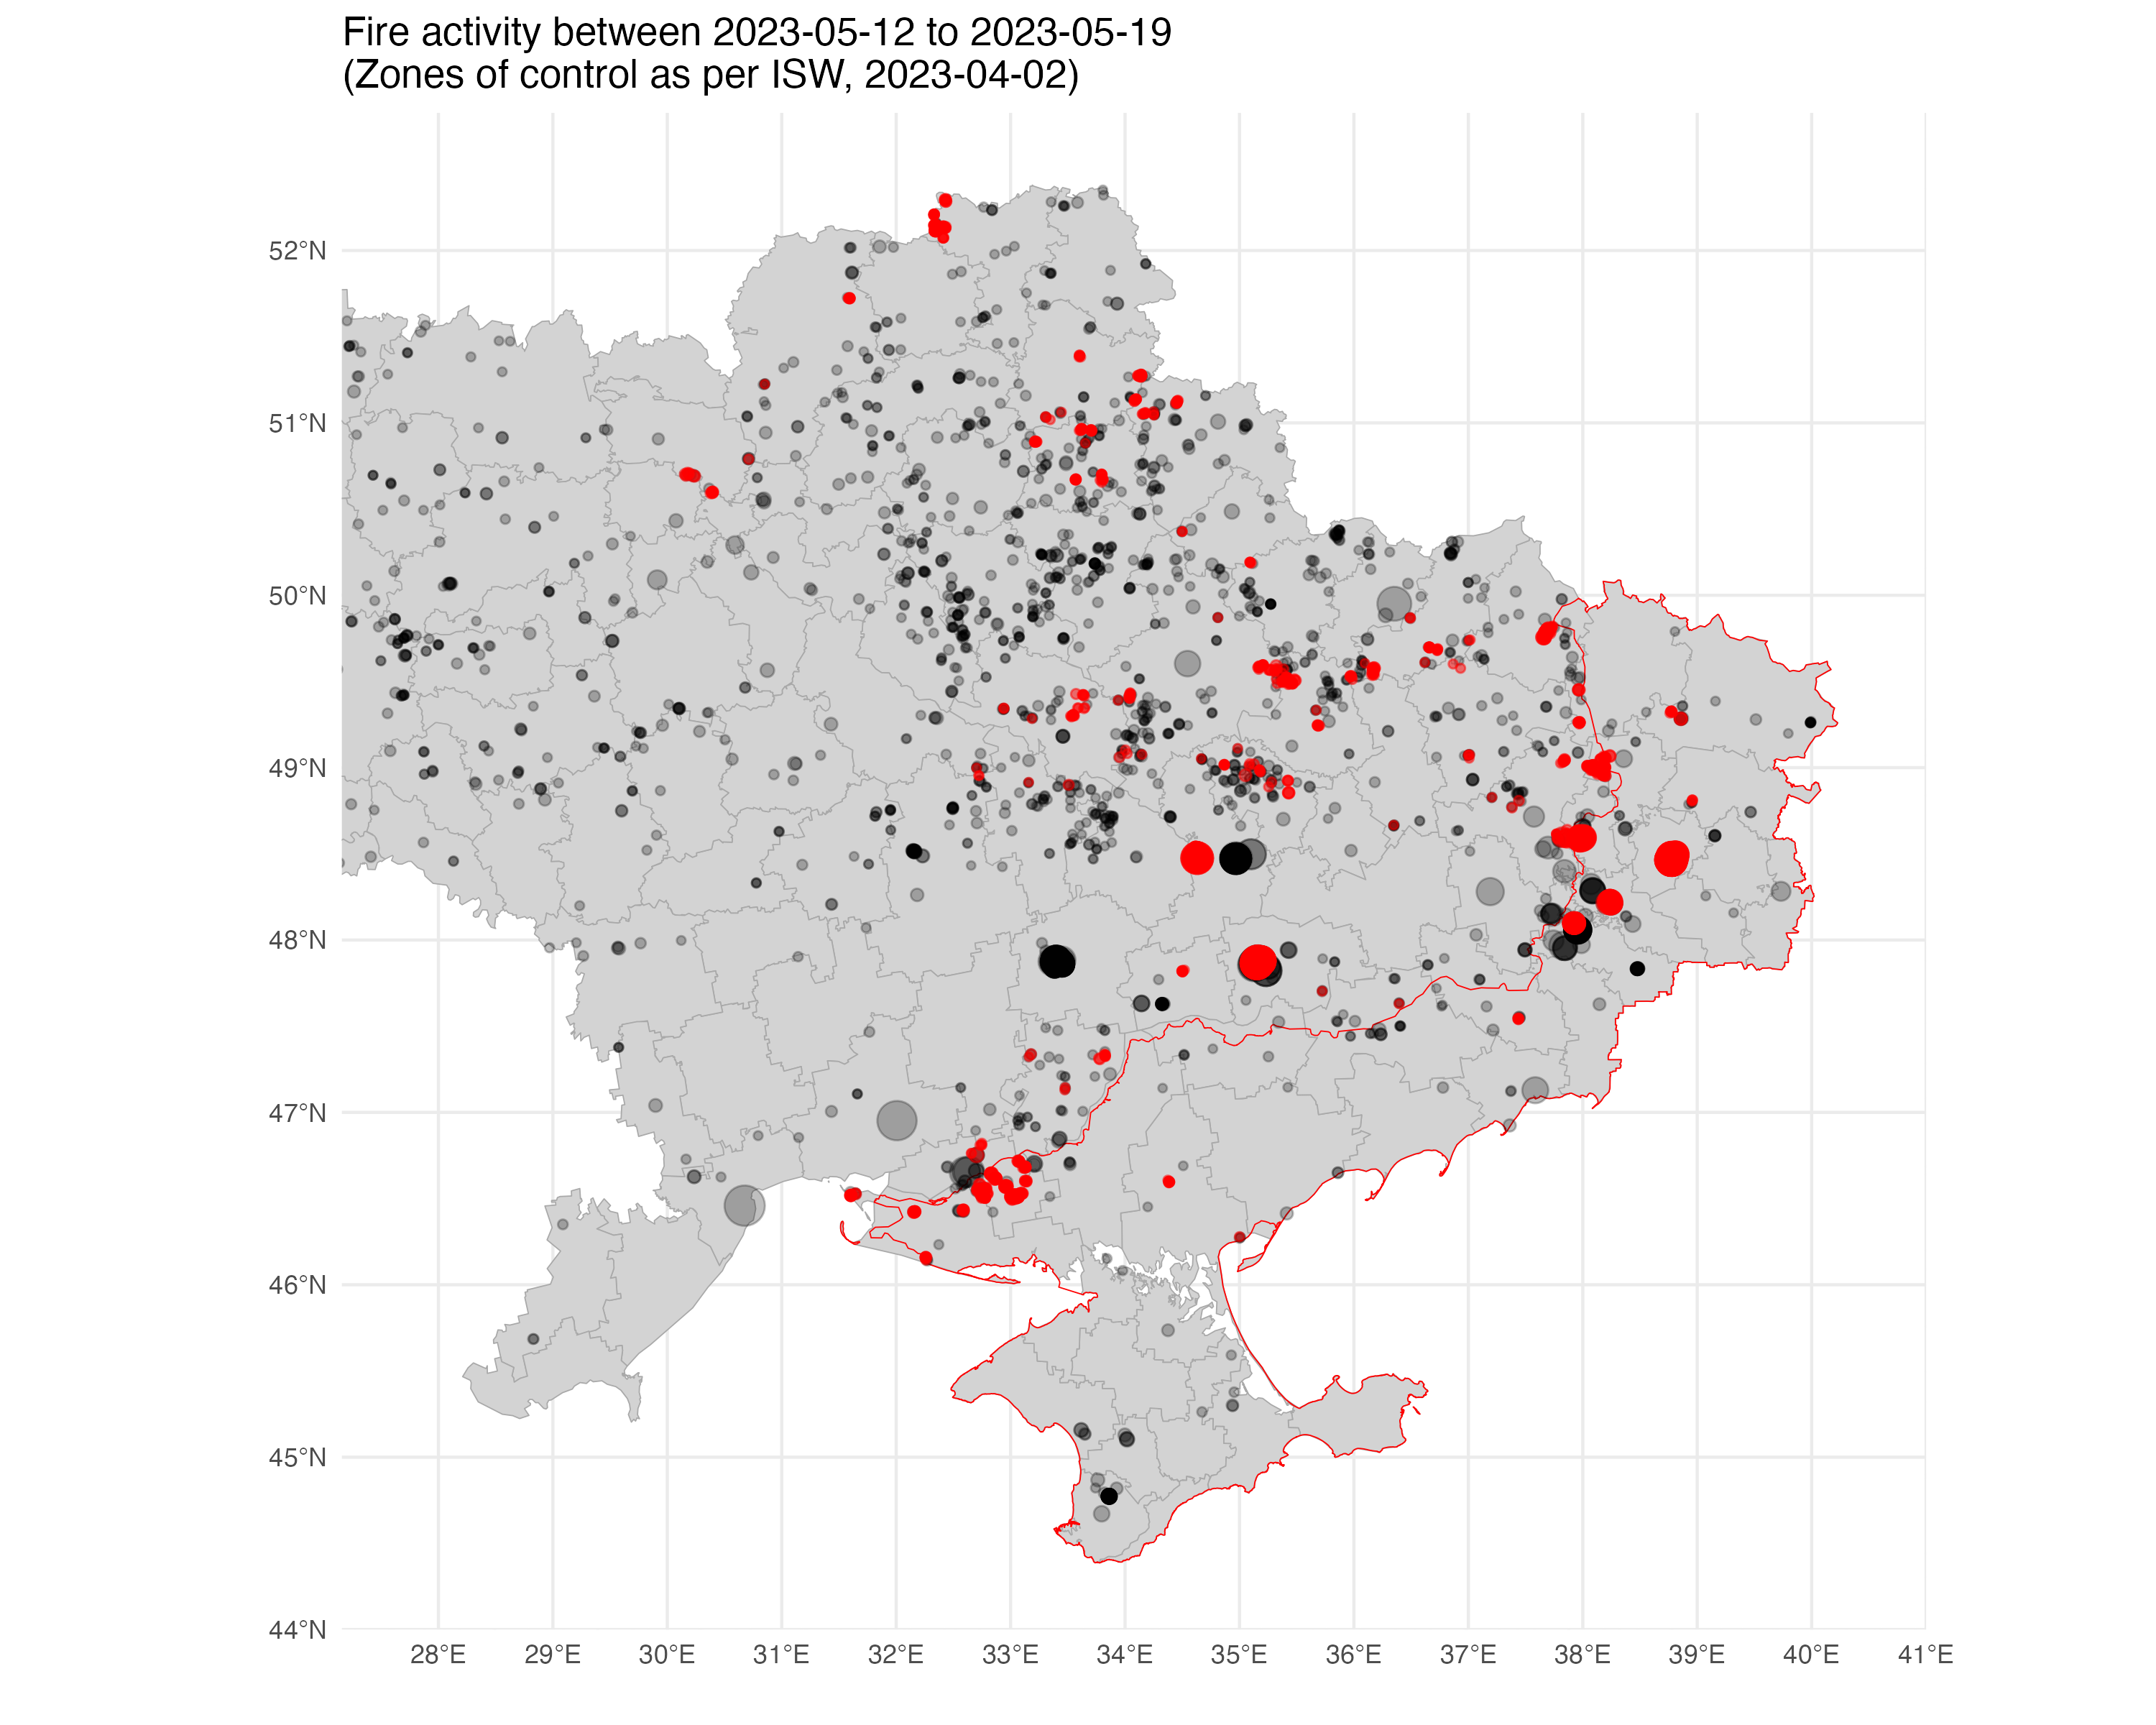 Fire activity between 2023-05-12 to 2023-05-19
(Zones of control as per ISW, 2023-04-02)
52°N
51°N
50°N
49°N
48°N
47°N
46°N
45°N
44°N
28°E 29°E 30°E 31°E 32°E 33°E 34°E 35°E 36°E 37°E 38°E 39°E 40°E 41°E